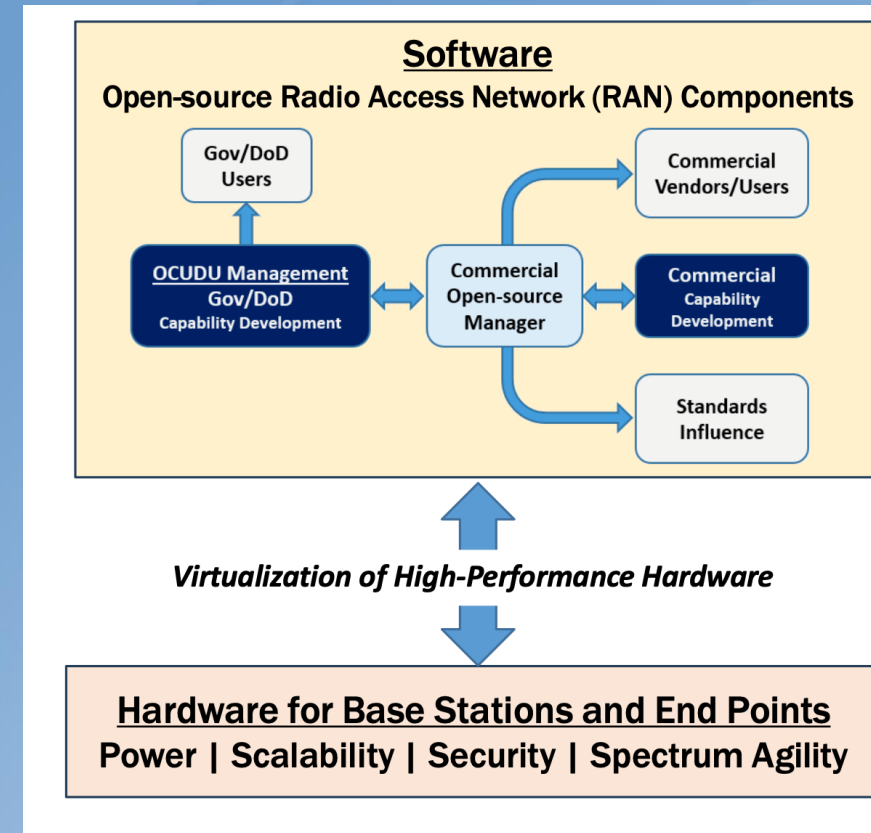 Software
Open-source Radio Access Network (RAN) Components
Gov/DoD
Users
Commercial
Vendors/Users
OCUDU Management
Gov/DoD
Capability Development
Commercial
Open-source
Manager
Commercial
Capability
Development
Standards
Influence
Virtualization of High-Performance Hardware
Hardware for Base Stations and End Points
Power | Scalability | Security | Spectrum Agility